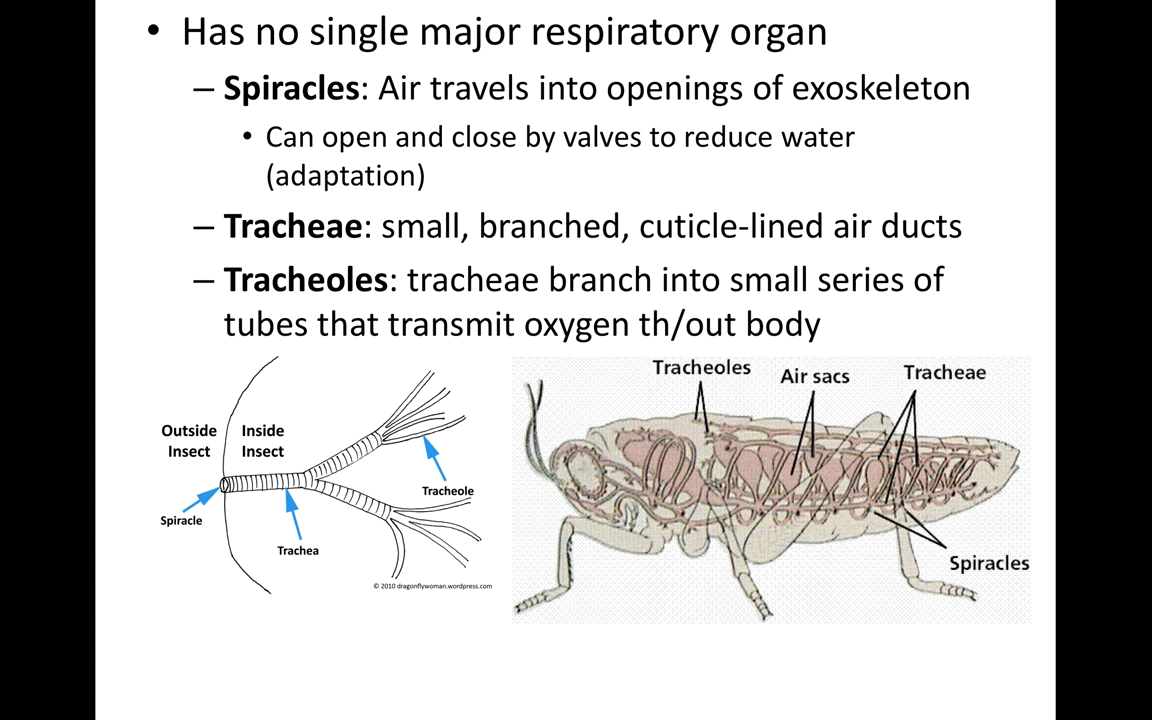 • Has no single major respiratory organ
– Spiracles: Air travels into openings of exoskeleton
• Can open and close by valves to reduce water
(adaptation)
– Tracheae: small, branched, cuticle-lined air ducts
– Tracheoles: tracheae branch into small series of
tubes that transmit oxygen th/out body
Outside
Insect
Inside
Insect
Spiracle
Trachea
Tracheole
© 2010 dragonflywoman.wordpress.com
Tracheoles
Air sacs
Tracheae
Spiracles